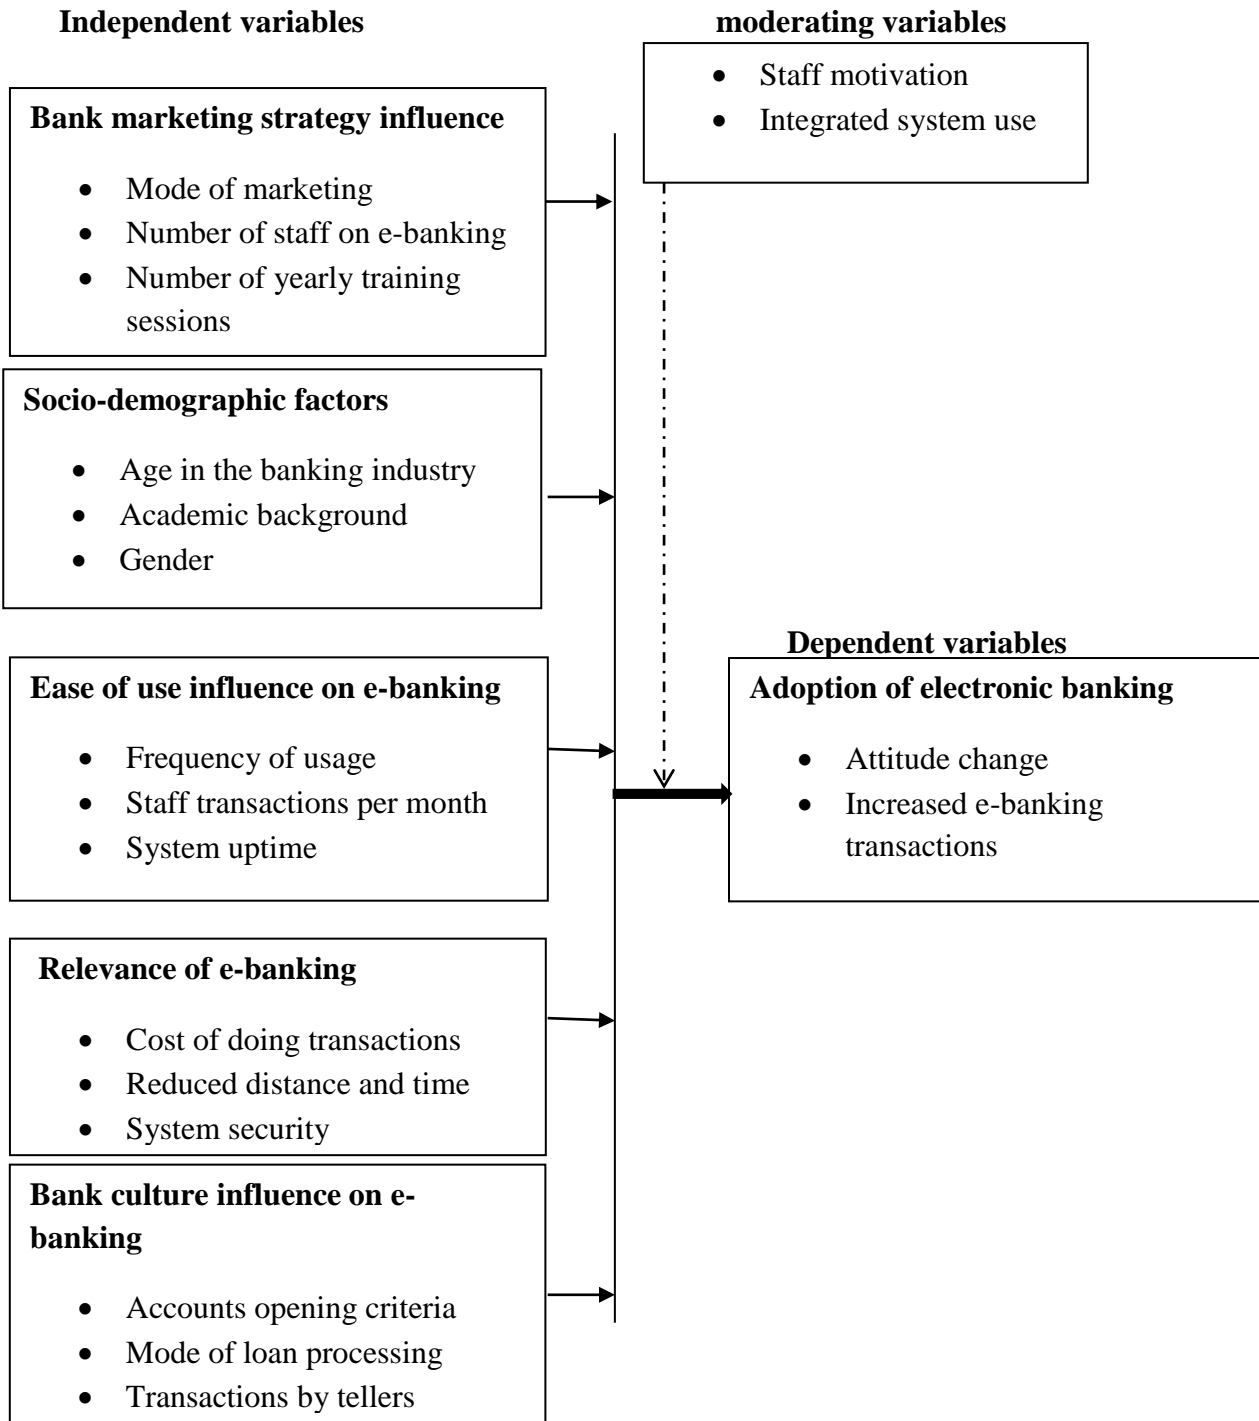 Independent variables
moderating variables
• Staff motivation
• Integrated system use
Bank marketing strategy influence
• Mode of marketing
• Number of staff on e-banking
• Number of yearly training
sessions
Socio-demographic factors
• Age in the banking industry
• Academic background
• Gender
Ease of use influence on e-banking
• Frequency of usage
• Staff transactions per month
• System uptime
Dependent variables
Adoption of electronic banking
• Attitude change
• Increased e-banking
transactions
Relevance of e-banking
• Cost of doing transactions
• Reduced distance and time
• System security
Bank culture influence on e-
banking
• Accounts opening criteria
• Mode of loan processing
• Transactions by tellers